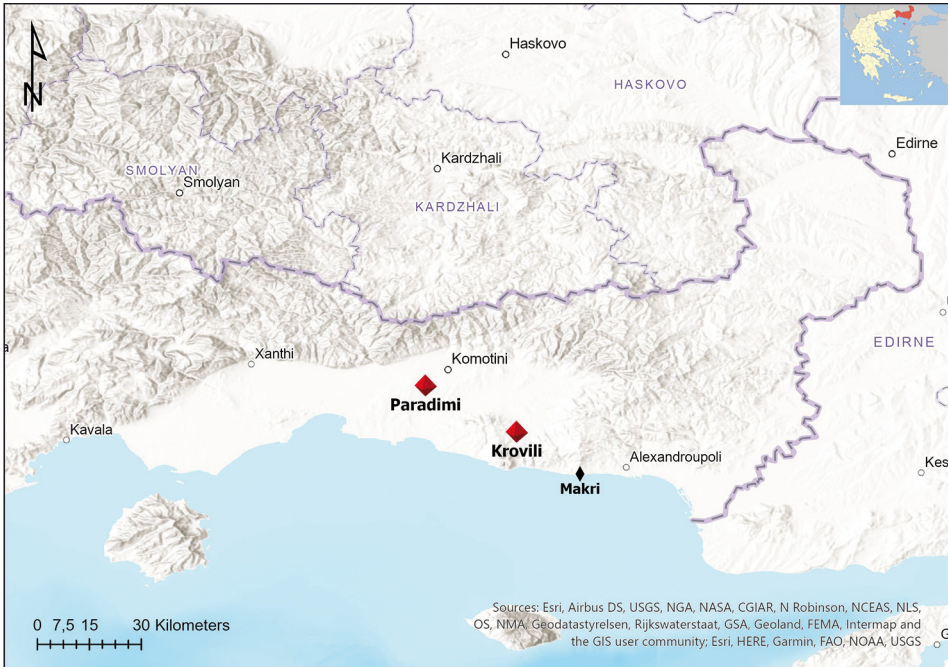 Haskovo
HASKOVO
N
Edirne
Kardzhali
SMOLYAN
Smolyan
KARDZHALI
EDIRNE
Xanthi
Komotini
Paradimi
Kavala
Krovili
Alexandroupoli
Kes
Makri
Sources: Esri, Airbus DS, USGS, NGA, NASA, CGIAR, N Robinson, NCEAS, NLS,
OS, NMA, Geodatastyrelsen, Rijkswaterstaat, GSA, Geoland, FEMA, Intermap and
the GIS user community; Esri, HERE, Garmin, FAO, NOAA, USGS
0 7,5 15 30 Kilometers